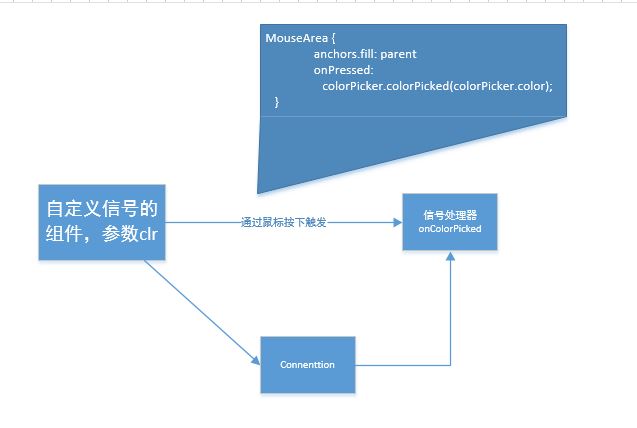 MouseArea {
anchors.fill: parent
onPressed:
colorPicker.colorPicked(colorPicker.color);
}
自定义信号的
组件，参数clr
通过鼠标按下触发
信号处理器
onColorPicked
Connenttion